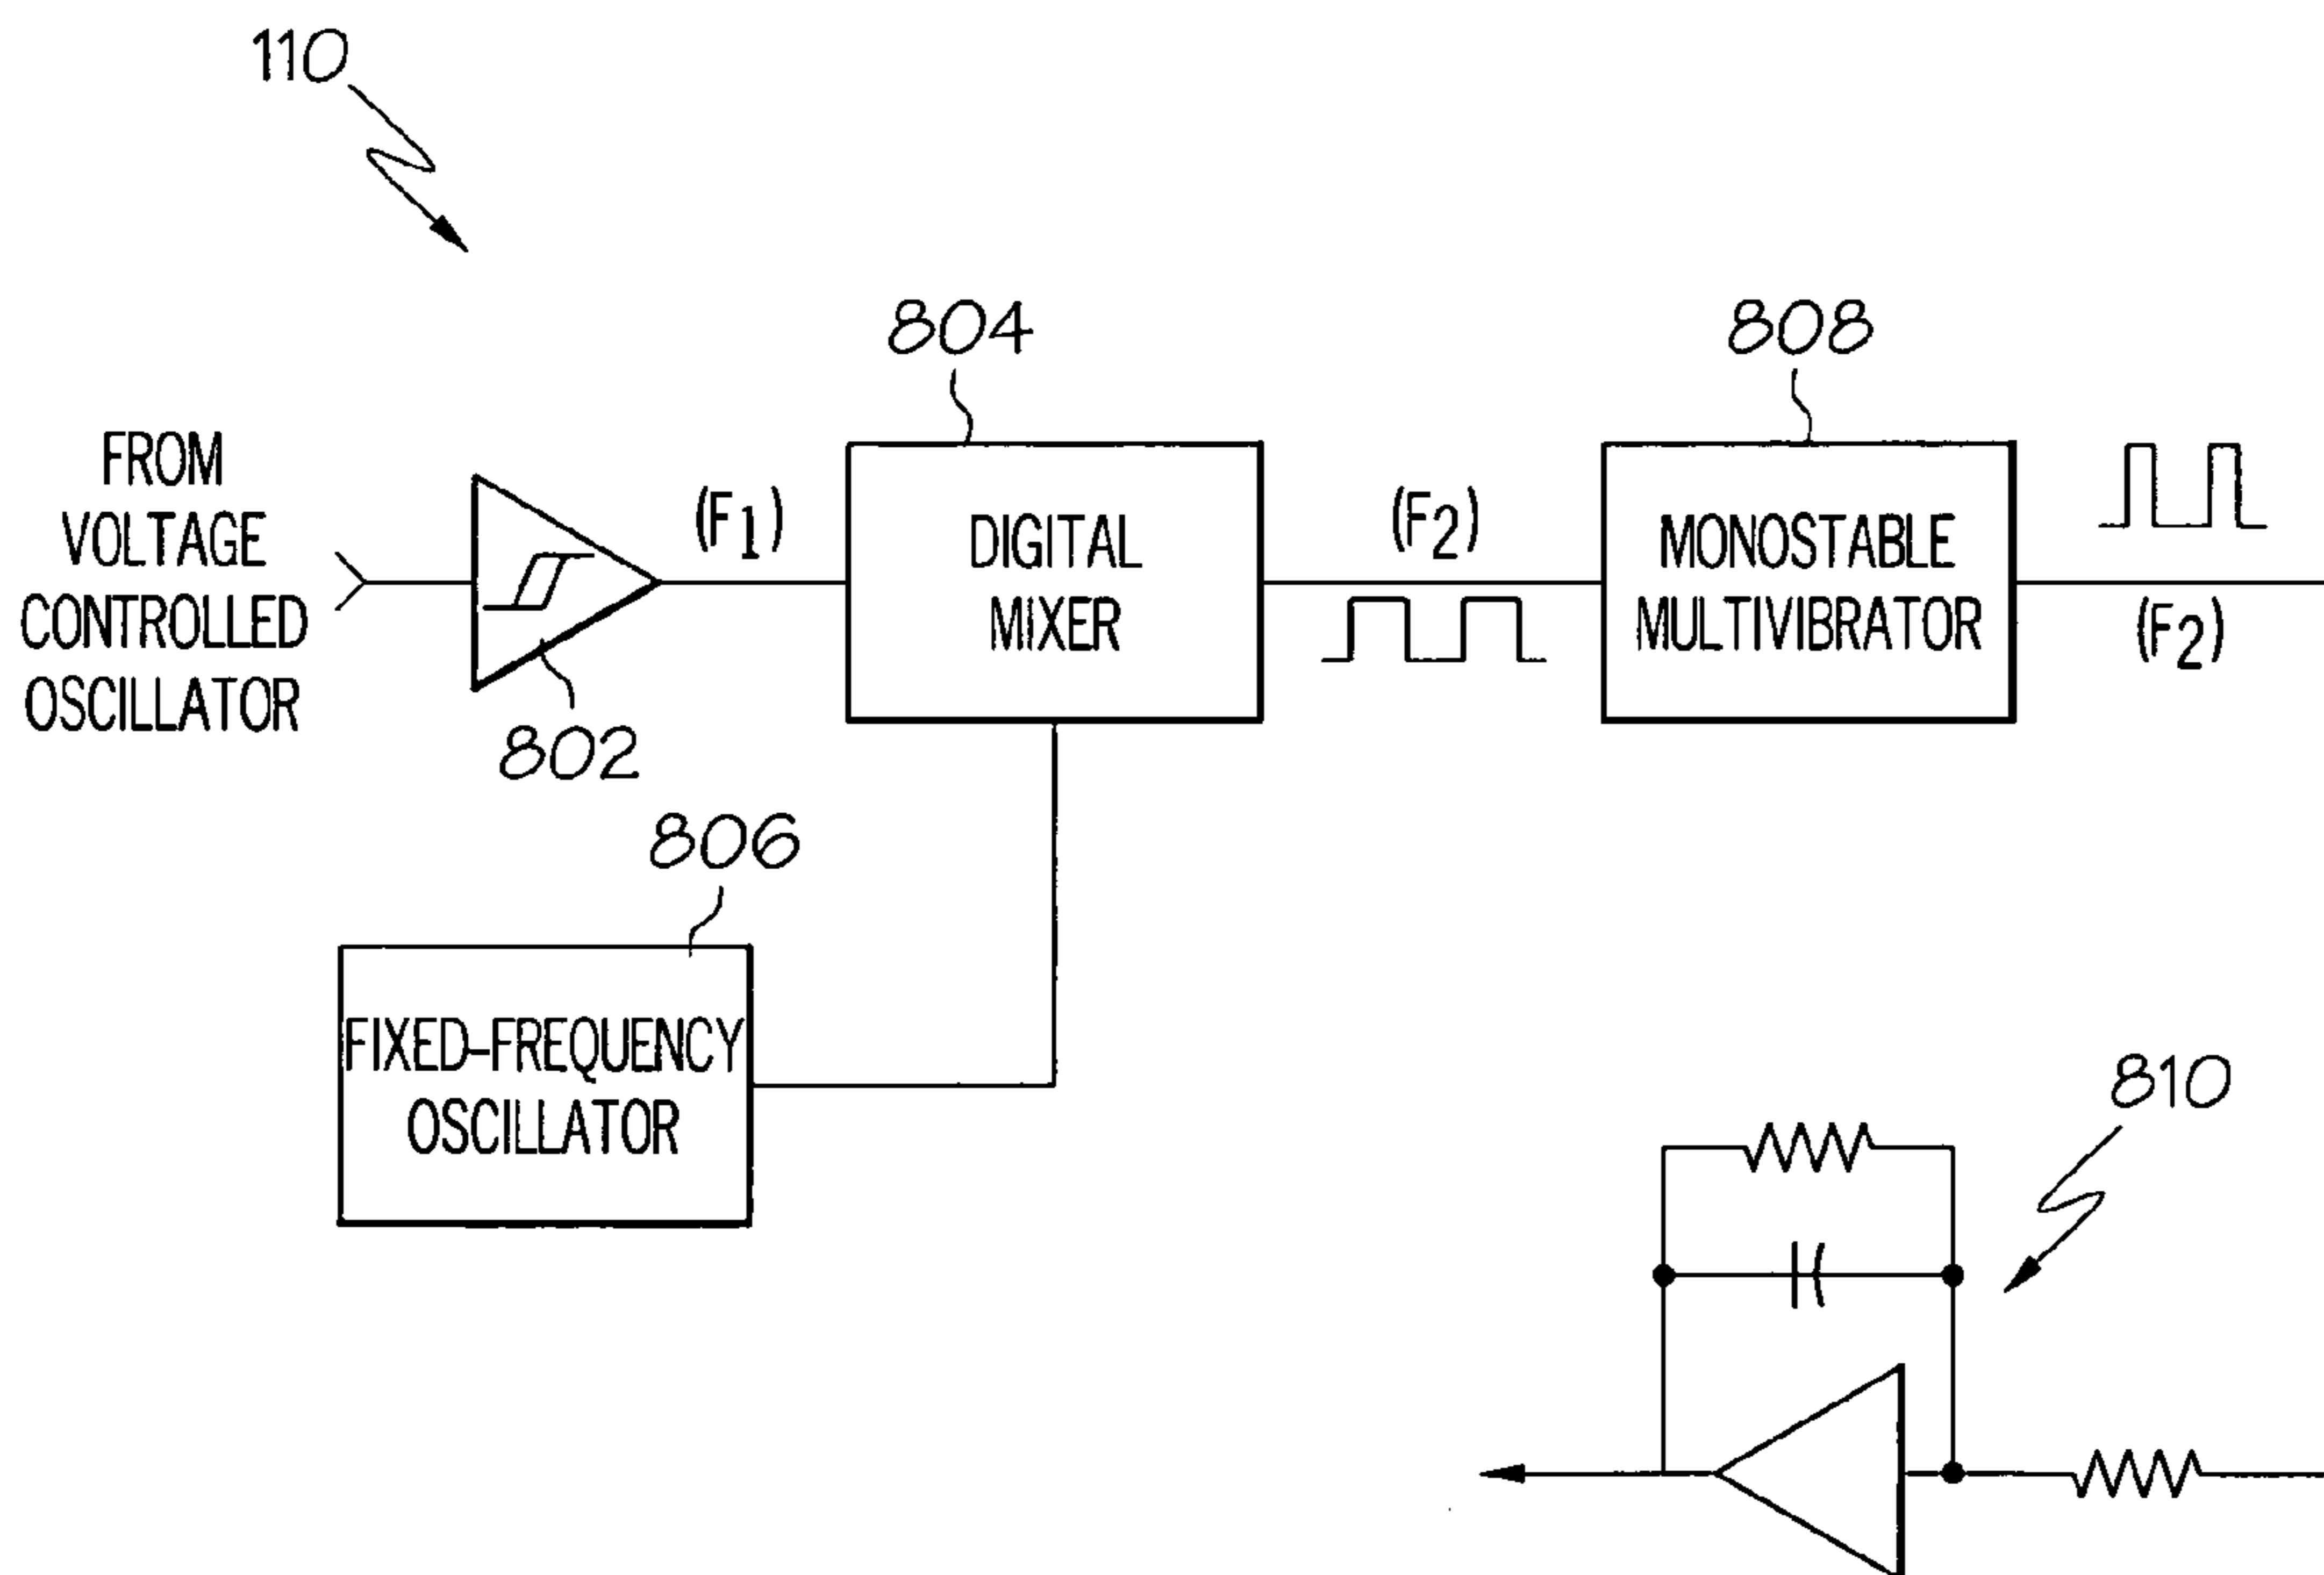 110
804
808
FROM
VOLTAGE
CONTROLLED
OSCILLATOR
(F1)
DIGITAL
MIXER
(F2)
MONOSTABLE
MULTIVIBRATOR
(F2)
802
806
FIXED-FREQUENCY
OSCILLATOR
810